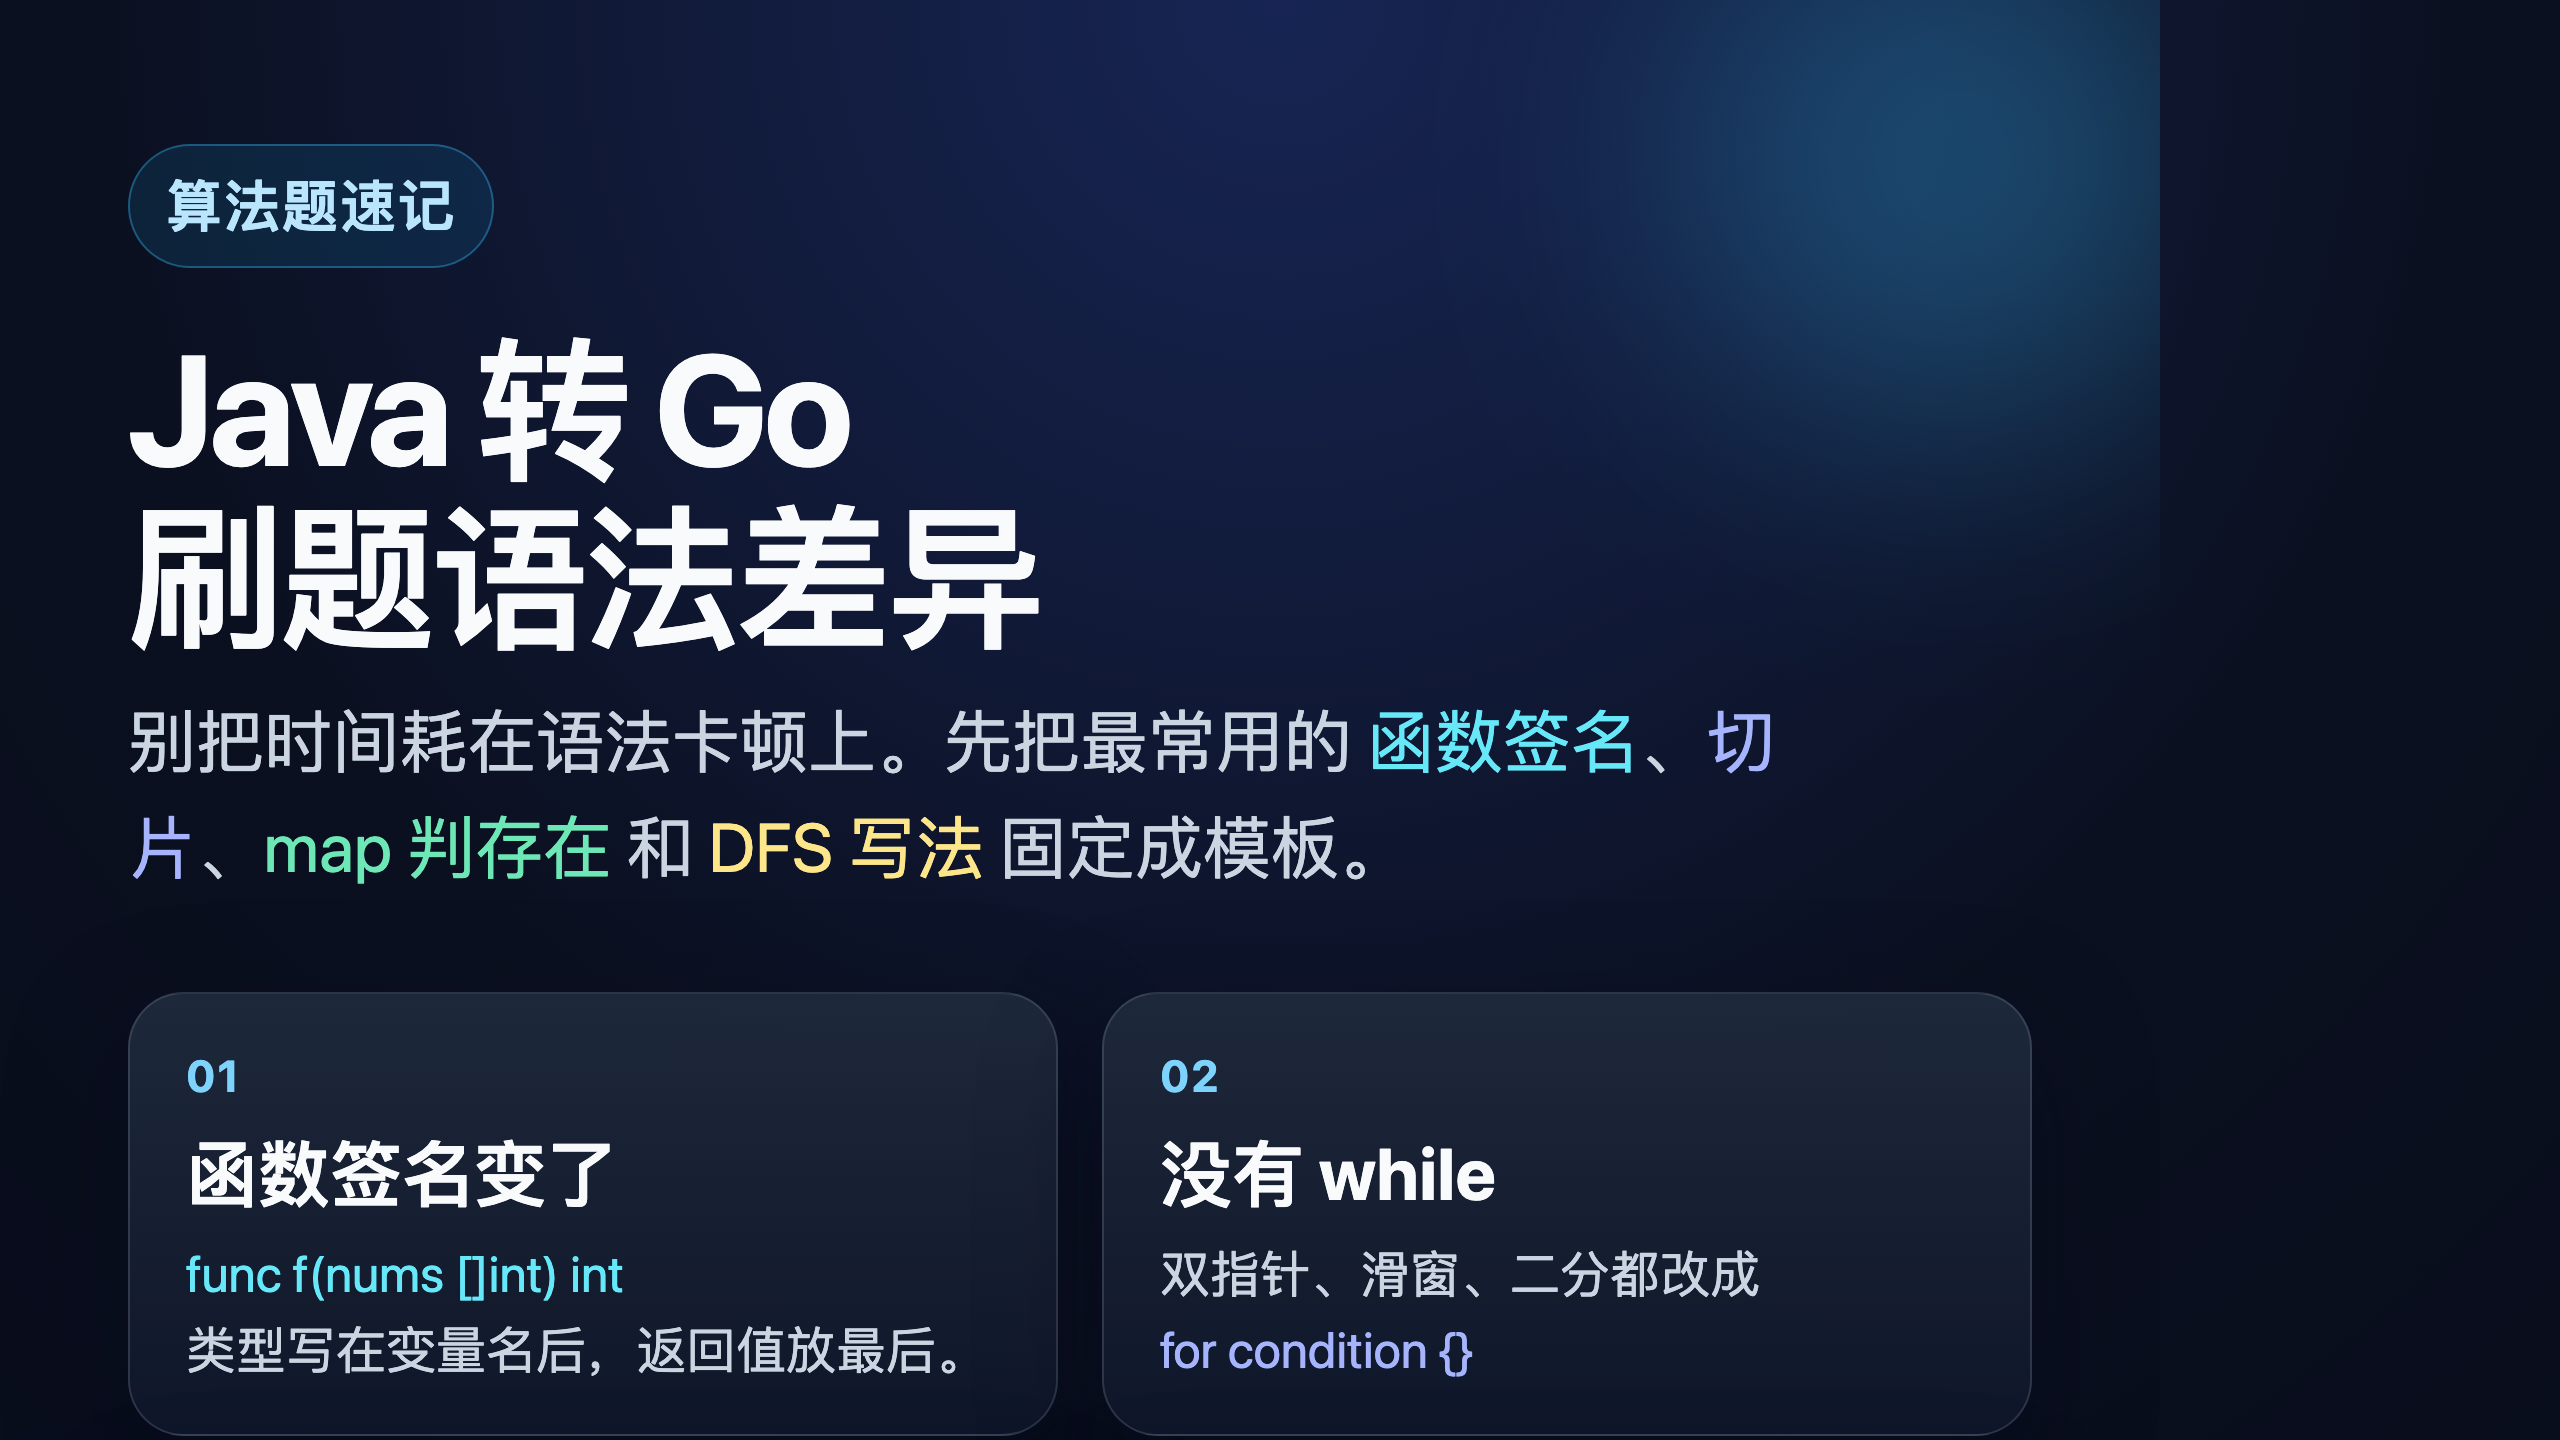 算法题速记
Java 转 Go
刷题语法差异
别把时间耗在语法卡顿上。先把最常用的 函数签名、切
片、map 判存在 和 DFS 写法 固定成模板。
01
函数签名变了
func f(nums []int) int
类型写在变量名后，返回值放最后。
02
没有 while
双指针、滑窗、二分都改成
for condition {}